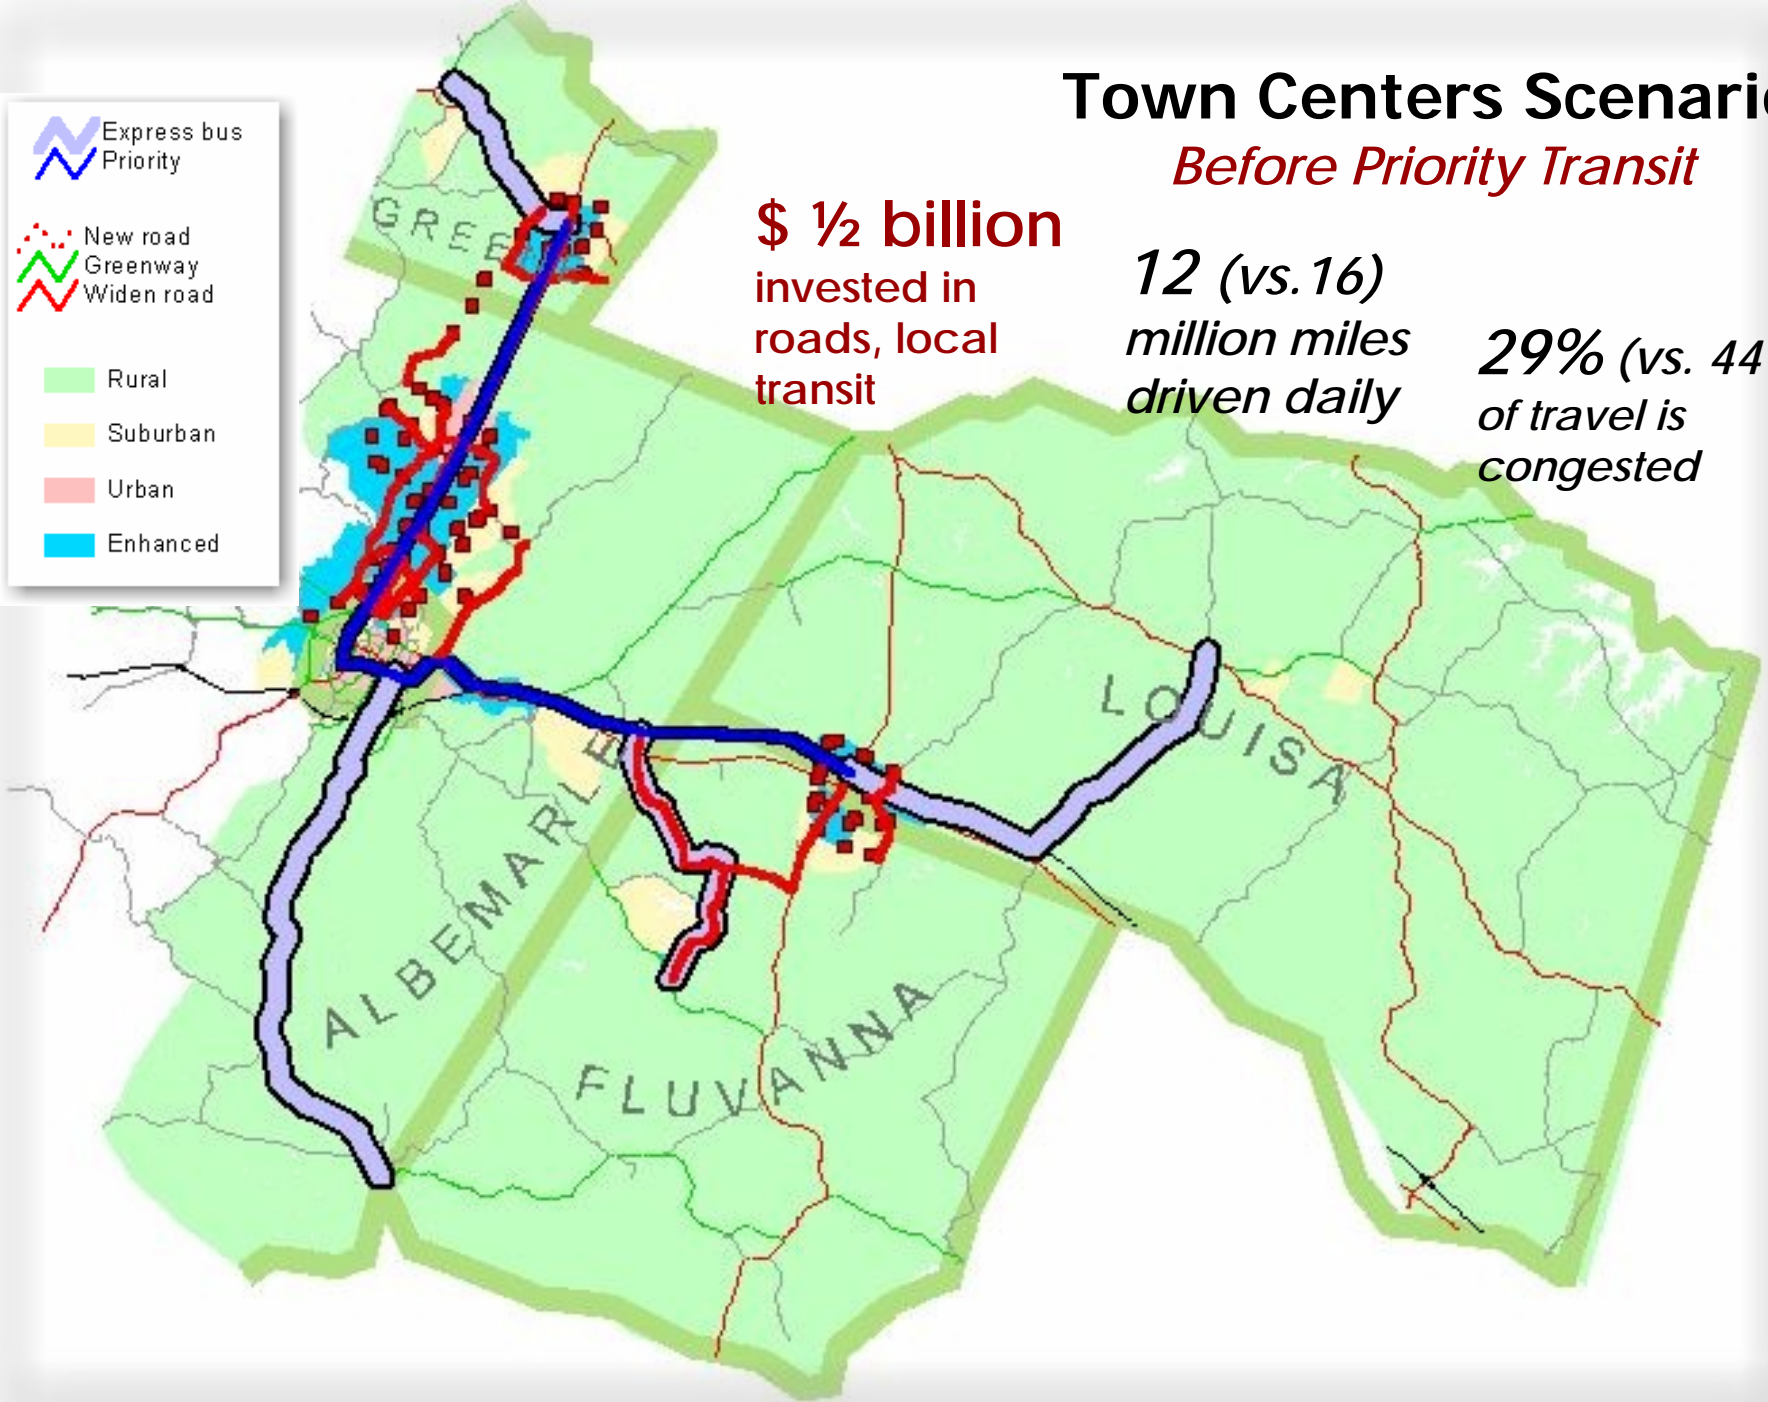 Town Centers Scenari
Before Priority Transit
Express bus
Priority
New road
Greenway
Widen road
Rural
Suburban
Urban
Enhanced
$ ½ billion
invested in
roads, local
transit
12 (vs.16)
million miles
driven daily
29% (vs. 44
of travel is
congested
GREE
LOUISA
ALBEMARLE
FLUVANNA